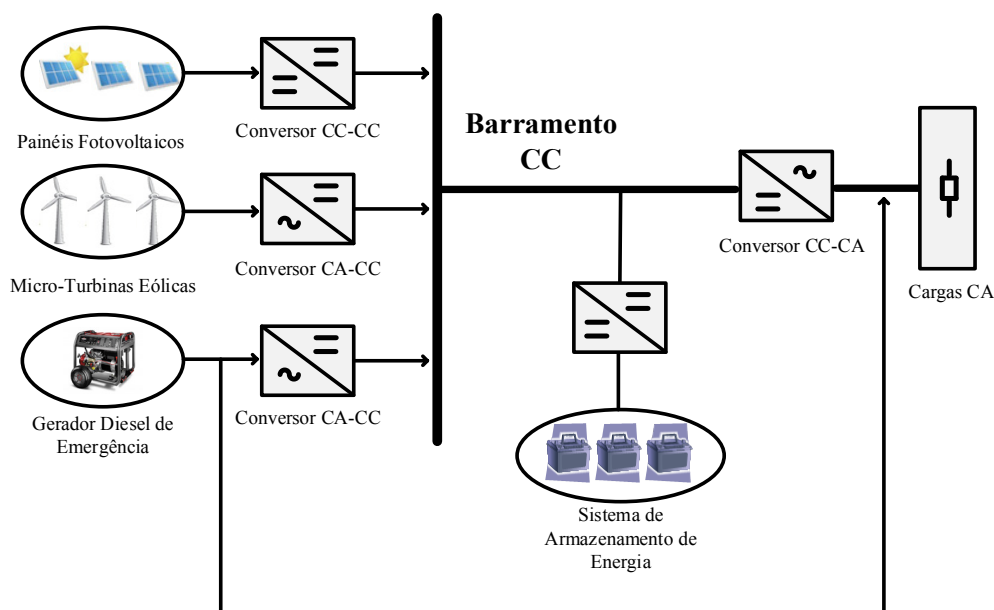 Painéis Fotovoltaicos
Conversor CC-CC
Micro-Turbinas Eólicas
Conversor CA-CC
Gerador Diesel de
Emergência
Conversor CA-CC
Barramento
CC
Sistema de
Armazenamento de
Energia
Conversor CC-CA
Cargas CA